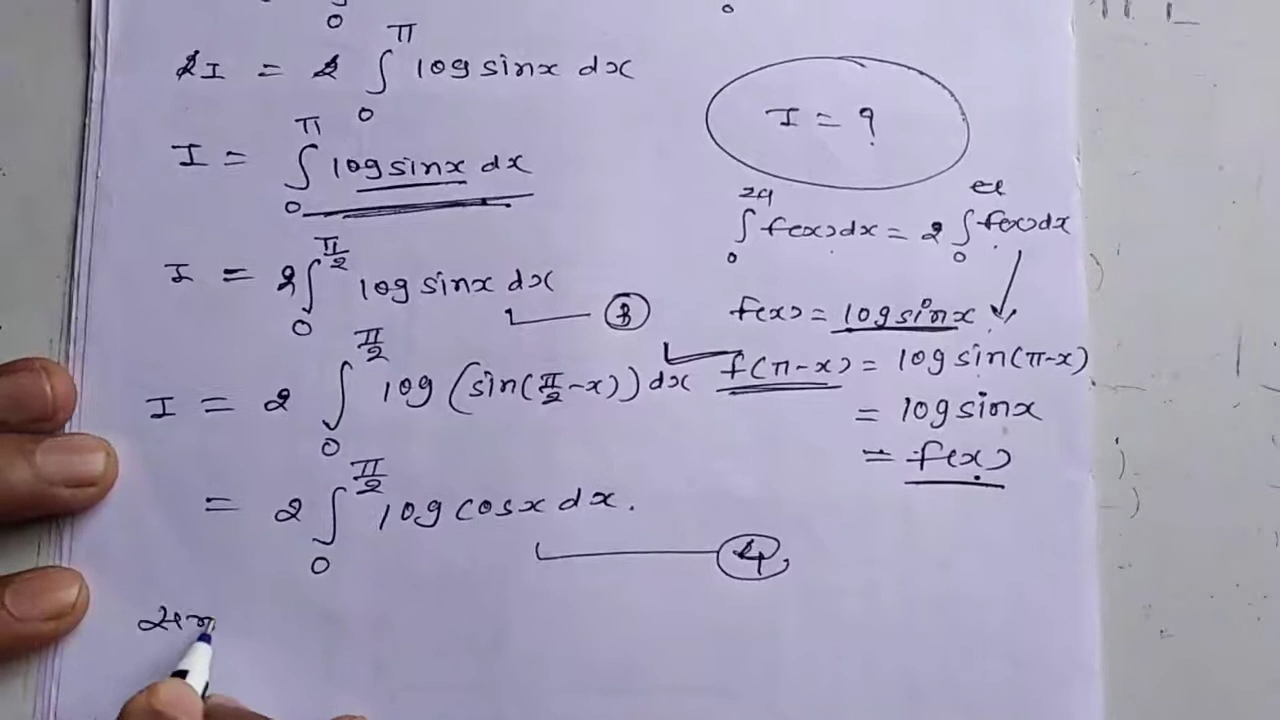 2I = 2 ∫₀^π log sinx dx
I = ∫₀^π log sinx dx
I = 2 ∫₀^{π/2} log sinx dx — (3)
I = 2 ∫₀^{π/2} log (sin(π/2-x)) dx
= 2 ∫₀^{π/2} log cosx dx. — (4)
I = ?
∫₀^{2a} f(x)dx = 2 ∫₀^{a} f(x)dx
f(x) = log sinx
f(π-x) = log sin(π-x)
= log sinx
= f(x)